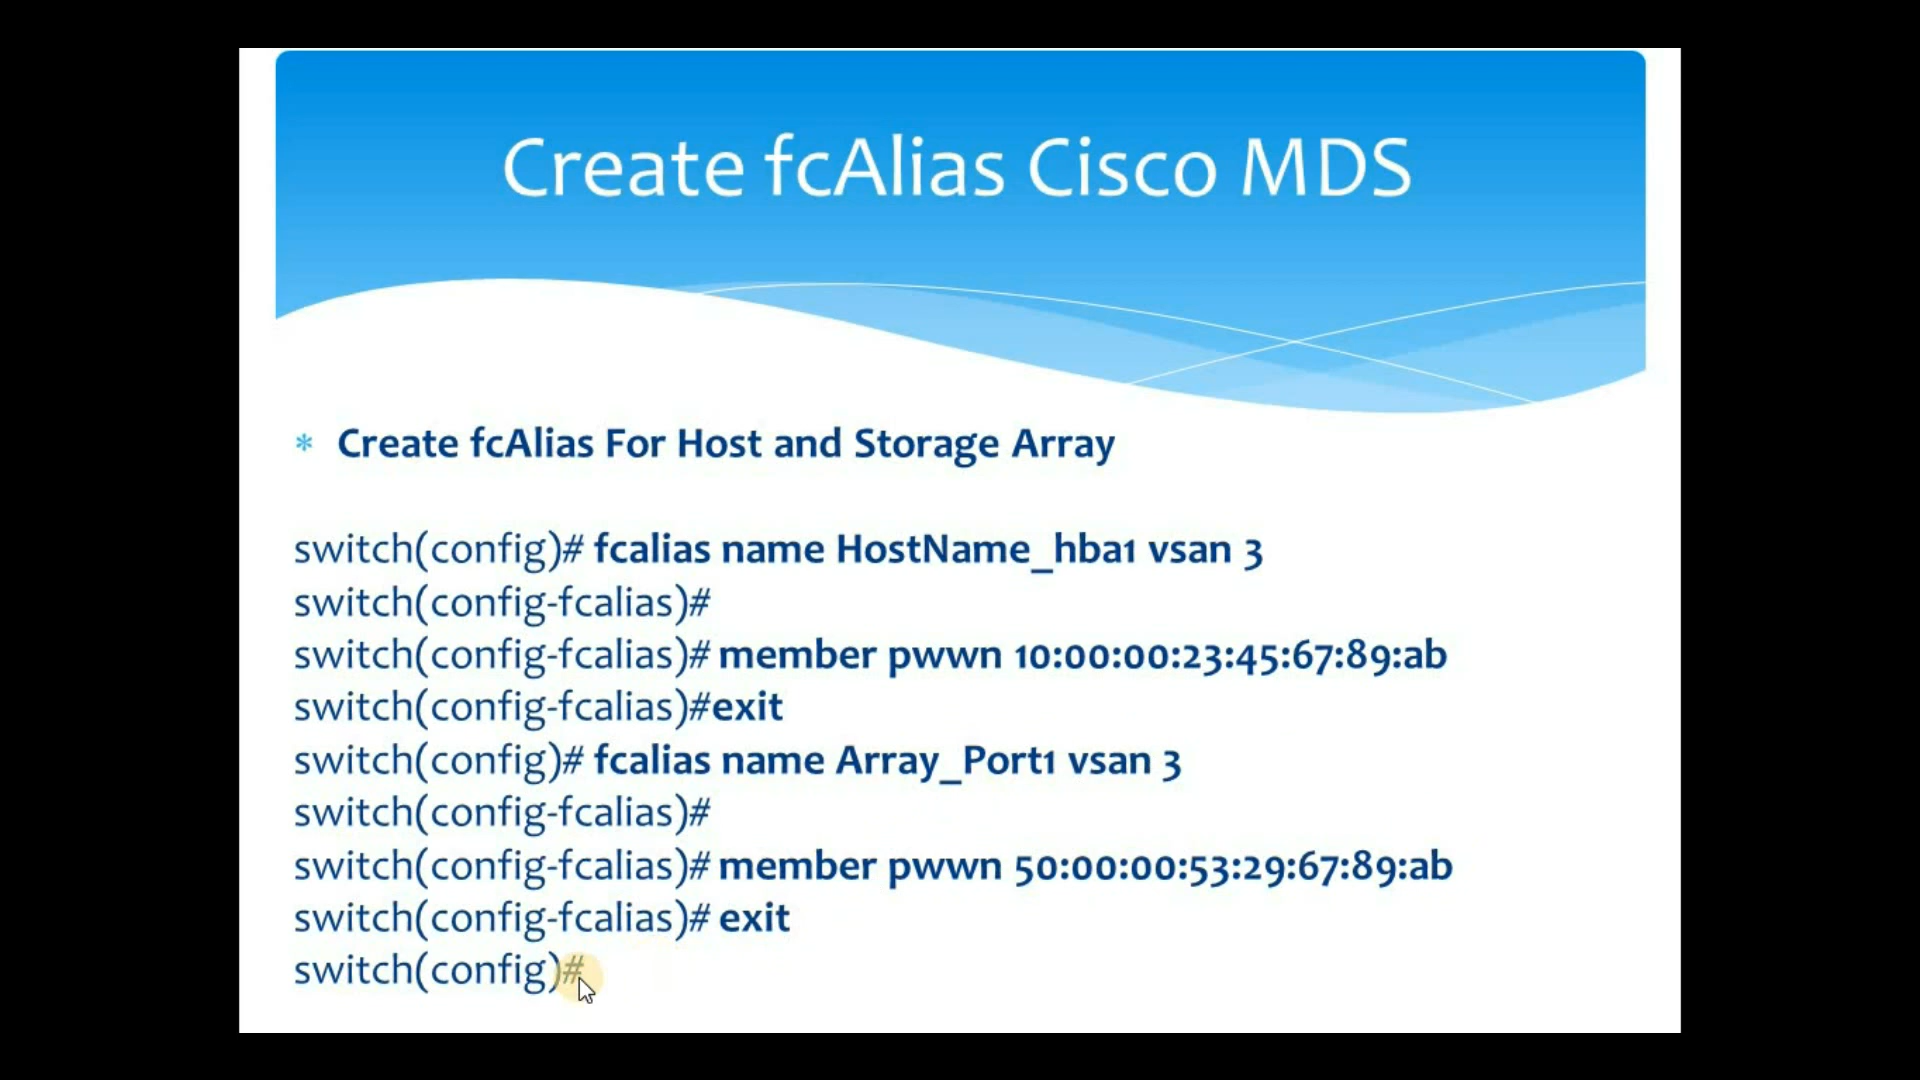 Create fcAlias Cisco MDS
* Create fcAlias For Host and Storage Array
switch(config)# fcalias name HostName_hba1 vsan 3
switch(config-fcalias)#
switch(config-fcalias)# member pwwn 10:00:00:23:45:67:89:ab
switch(config-fcalias)#exit
switch(config)# fcalias name Array_Port1 vsan 3
switch(config-fcalias)#
switch(config-fcalias)# member pwwn 50:00:00:53:29:67:89:ab
switch(config-fcalias)# exit
switch(config)#